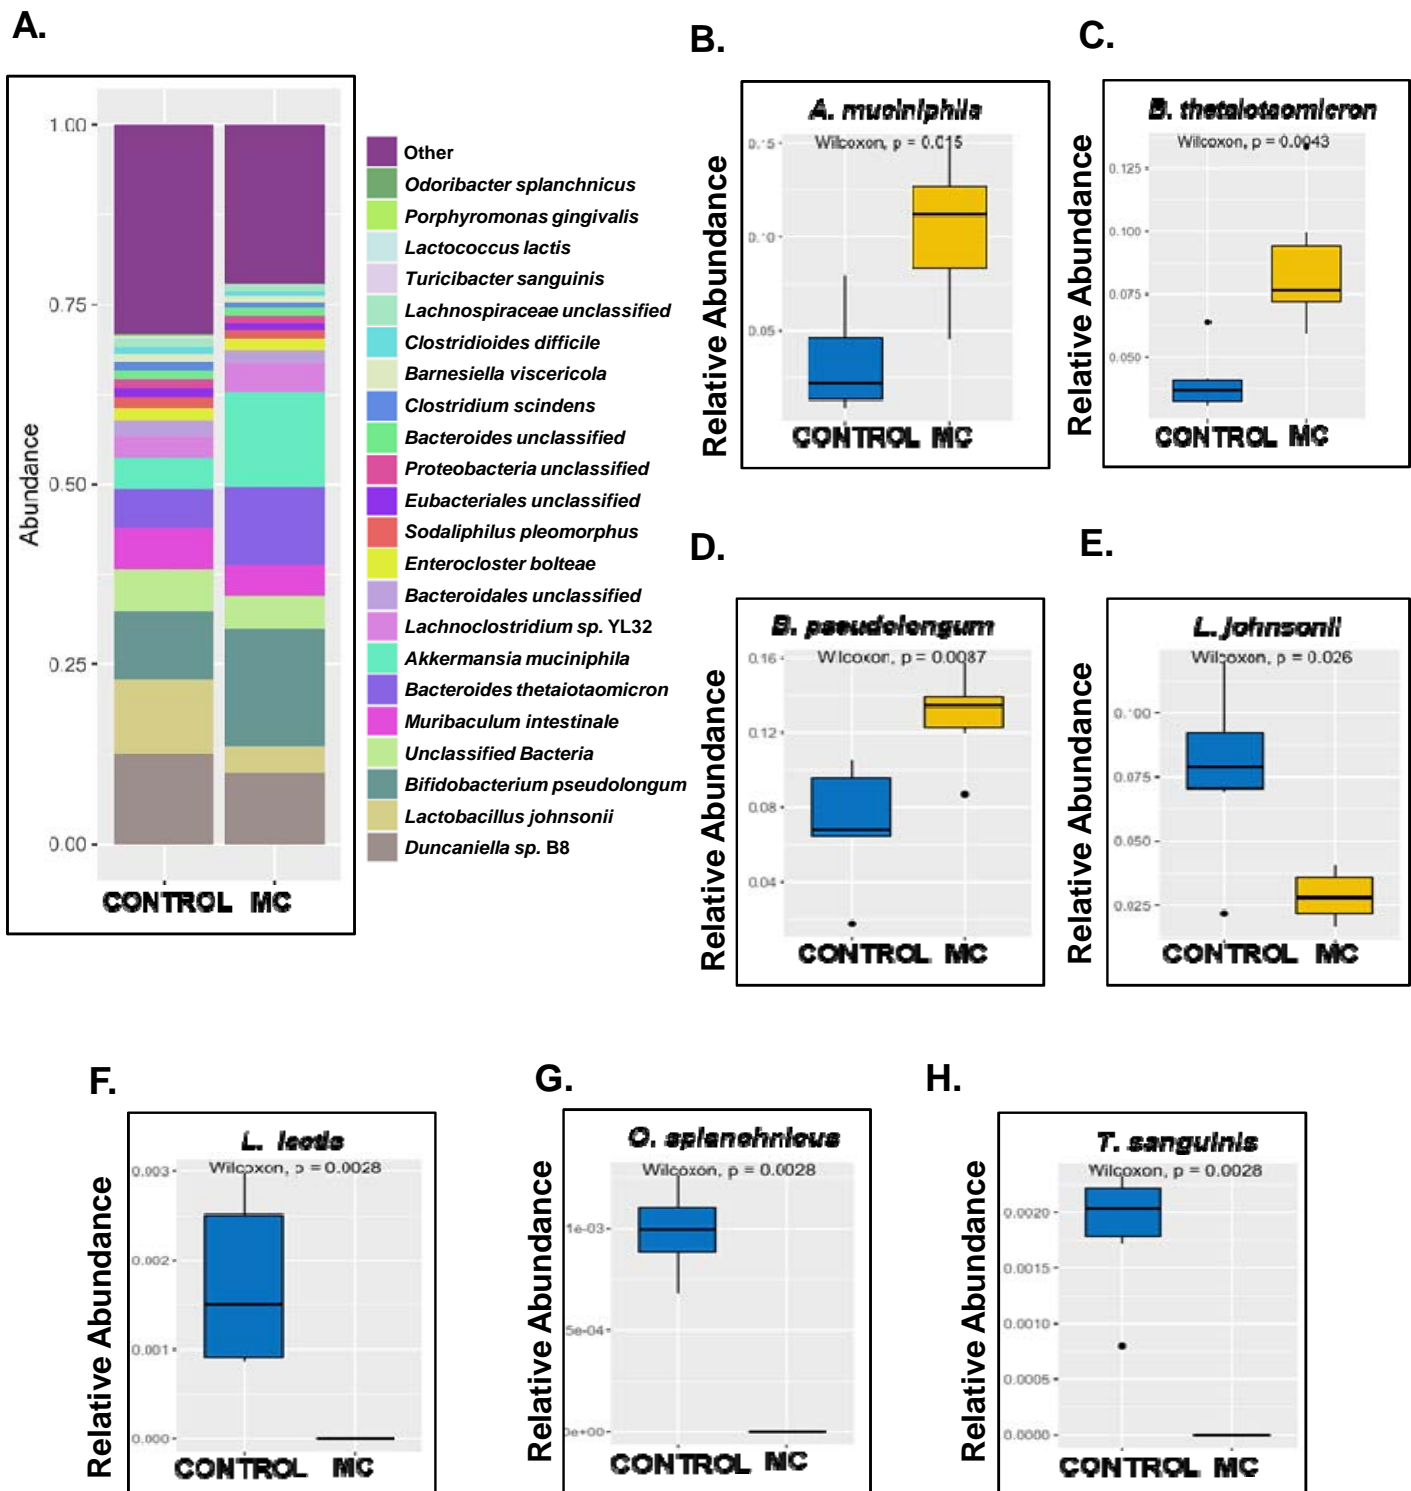 A.
1.00
0.75
0.50
0.25
0.00
Abundance
CONTROL MC
Other
Odoribacter splanchnicus
Porphyromonas gingivalis
Lactococcus lactis
Turicibacter sanguinis
Lachnospiraceae unclassified
Clostridioides difficile
Barnesiella viscericola
Clostridium scindens
Bacteroides unclassified
Proteobacteria unclassified
Eubacteriales unclassified
Sodaliphilus pleomorphus
Enterocloster bolteae
Bacteroidales unclassified
Lachnoclostridium sp. YL32
Akkermansia muciniphila
Bacteroides thetaiotaomicron
Muribaculum intestinale
Unclassified Bacteria
Bifidobacterium pseudolongum
Lactobacillus johnsonii
Duncaniella sp. B8
B.
A. muciniphila
Wilcoxon, p = 0.015
0.15
0.10
0.05
Relative Abundance
CONTROL MC
C.
B. thetaiotaomicron
Wilcoxon, p = 0.0043
0.125
0.100
0.075
0.050
Relative Abundance
CONTROL MC
D.
B. pseudolongum
Wilcoxon, p = 0.0087
0.16
0.12
0.08
0.04
Relative Abundance
CONTROL MC
E.
L. johnsonii
Wilcoxon, p = 0.026
0.100
0.075
0.050
0.025
Relative Abundance
CONTROL MC
F.
L. lactis
Wilcoxon, p = 0.0028
0.003
0.002
0.001
0.000
Relative Abundance
CONTROL MC
G.
O. splanchnicus
Wilcoxon, p = 0.0028
1e-03
5e-04
0e+00
Relative Abundance
CONTROL MC
H.
T. sanguinis
Wilcoxon, p = 0.0028
0.0020
0.0015
0.0010
0.0005
0.0000
Relative Abundance
CONTROL MC